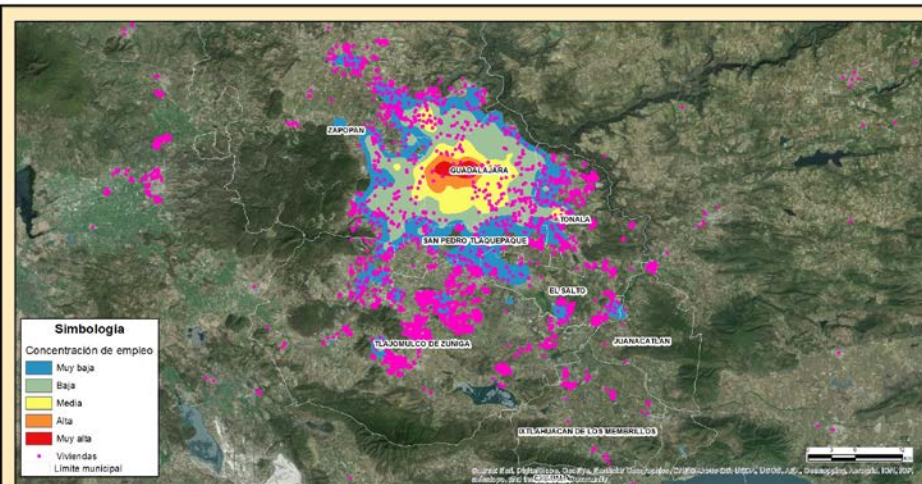 ZAPOPAN
GUADALAJARA
TONALA
SAN PEDRO TLAQUEPAQUE
EL SALTO
JUANACATLAN
TLAJOMULCO DE ZUÑIGA
IXTLAHUACAN DE LOS MEMBRILLOS
Simbología
Concentración de empleo
Muy baja
Baja
Media
Alta
Muy alta
Viviendas
Límite municipal